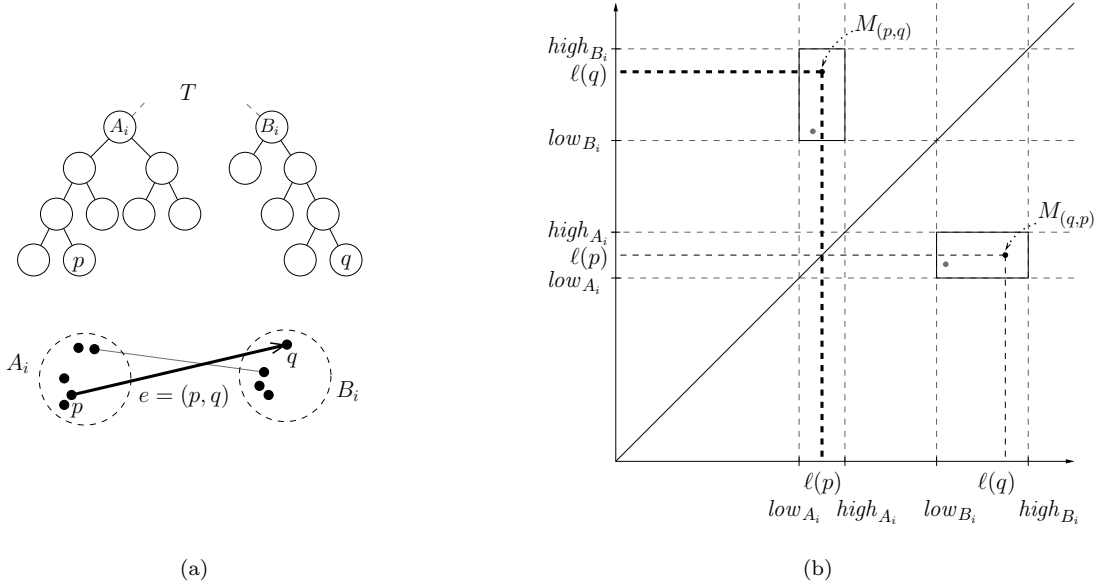 T
A_i
B_i
p
q
A_i
p
e = (p, q)
q
B_i
(a)
M_(p,q)
high_{B_i}
ℓ(q)
low_{B_i}
high_{A_i}
ℓ(p)
low_{A_i}
M_(q,p)
ℓ(p) ℓ(q)
low_{A_i} high_{A_i} low_{B_i} high_{B_i}
(b)